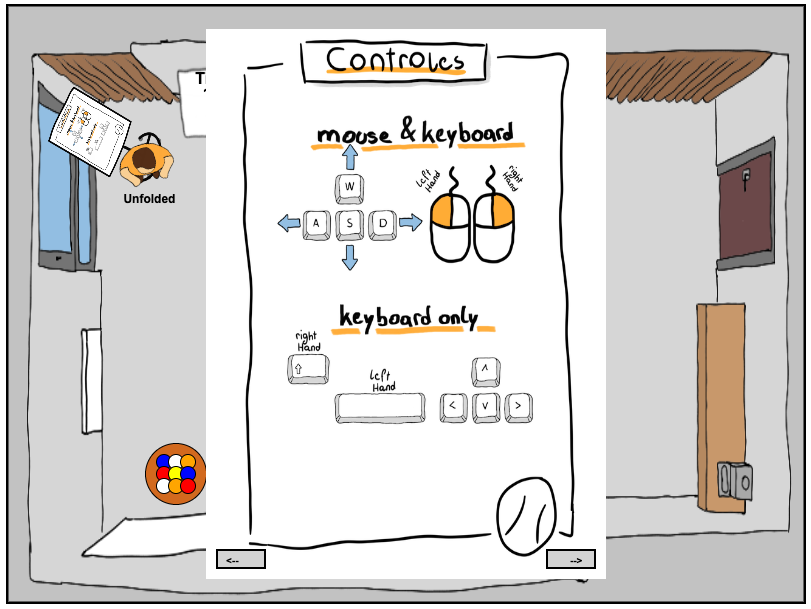 Controles
mouse & keyboard
left
Hand
right
Hand
W
A S D
keyboard only
right
Hand
left
Hand
^
< v >
<-- -->
Unfolded
T